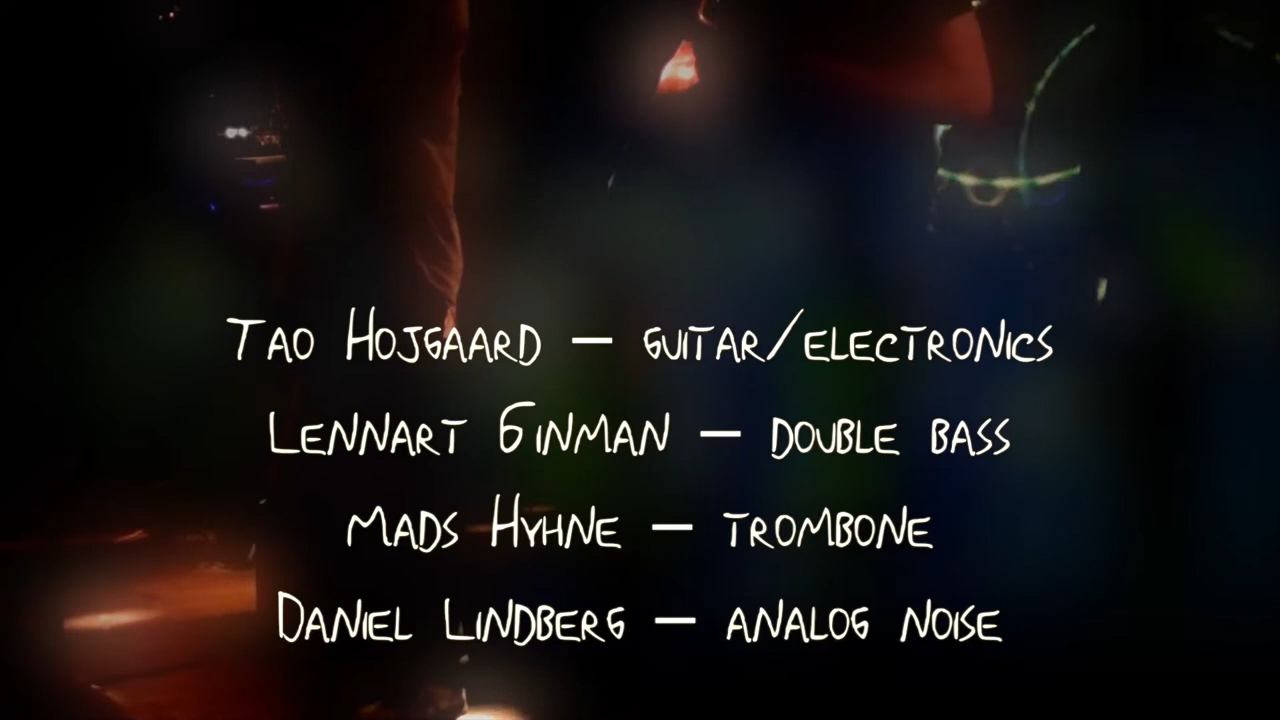 Tao Hojgaard – guitar/electronics
Lennart Ginman – double bass
Mads Hyhne – trombone
Daniel Lindberg – analog noise